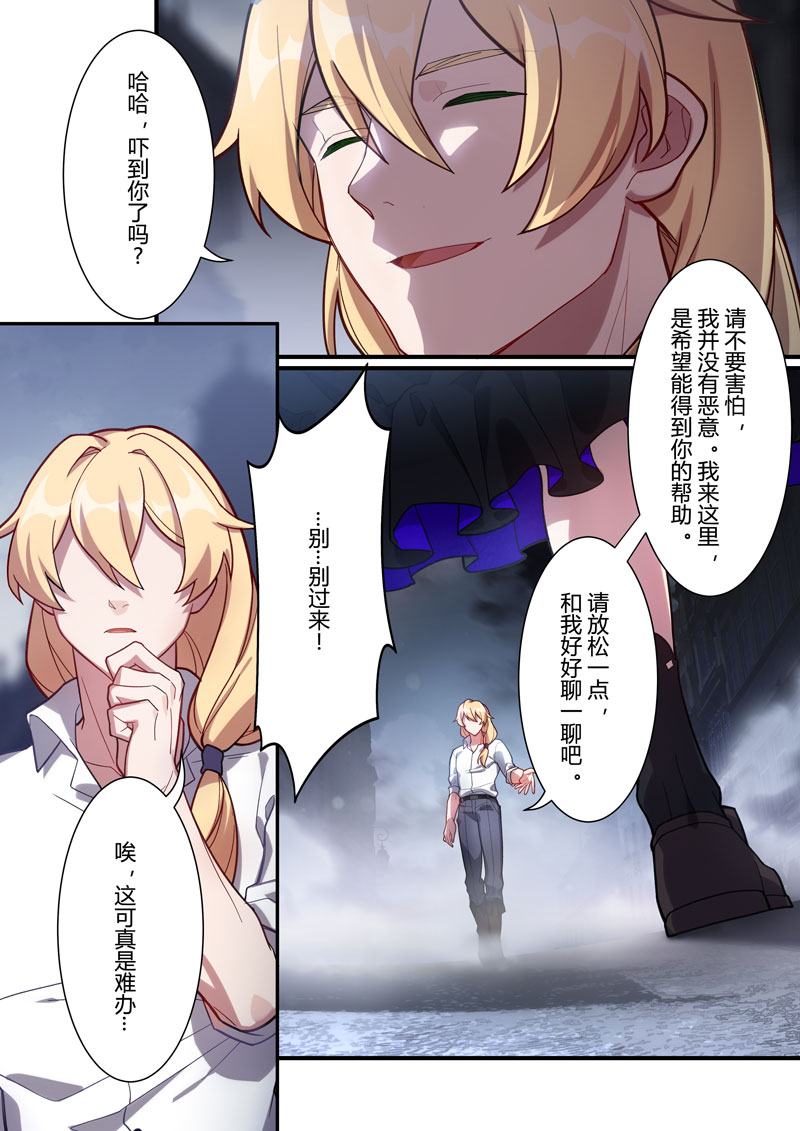 哈哈，吓到你了吗？
请不要害怕，
我并没有恶意。我来这里，
是希望能得到你的帮助。
请放松一点，
和我好好聊一聊吧。
…别…别过来！
唉，这可真是难办…